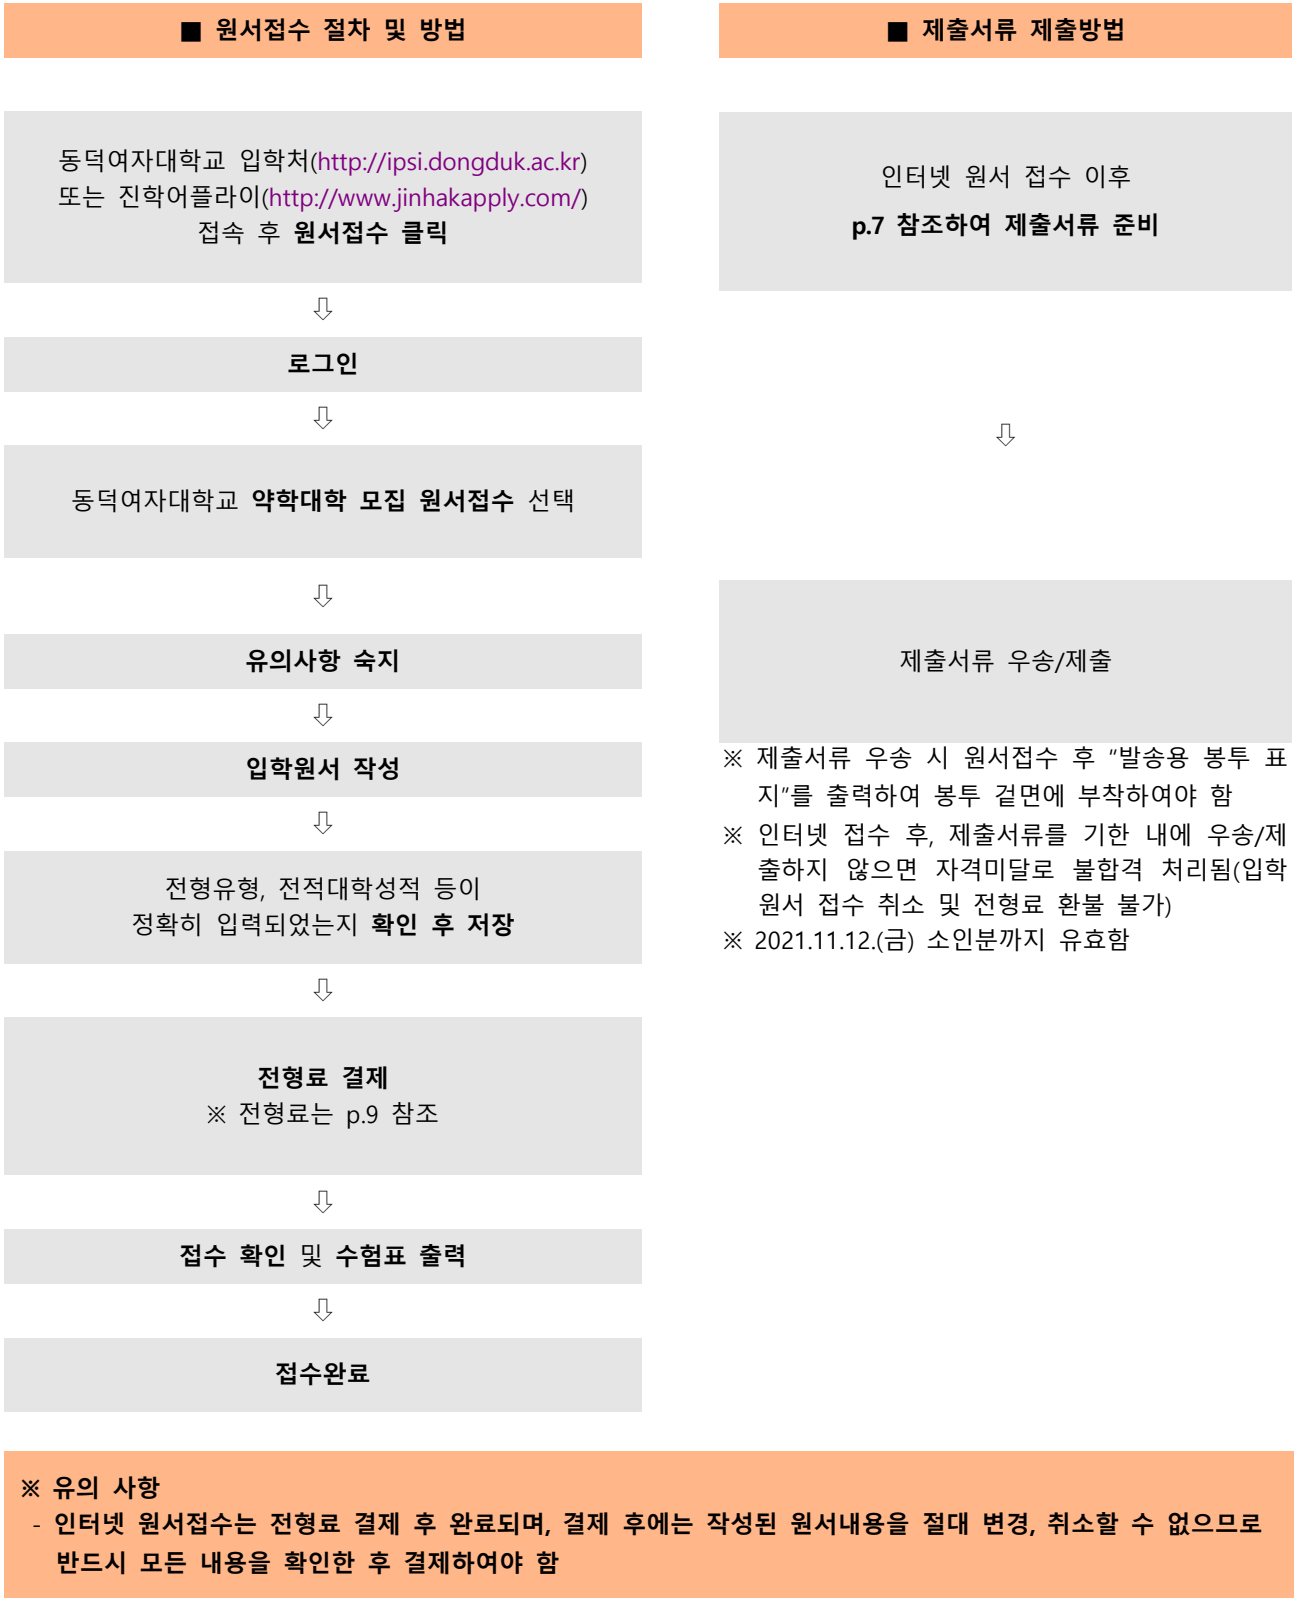 ■ 원서접수 절차 및 방법
동덕여자대학교 입학처(http://ipsi.dongduk.ac.kr)
또는 진학어플라이(http://www.jinhakapply.com/)
접속 후 원서접수 클릭
⇩
로그인
⇩
동덕여자대학교 약학대학 모집 원서접수 선택
⇩
유의사항 숙지
⇩
입학원서 작성
⇩
전형유형, 전적대학성적 등이
정확히 입력되었는지 확인 후 저장
⇩
전형료 결제
※ 전형료는 p.9 참조
⇩
접수 확인 및 수험표 출력
⇩
접수완료
■ 제출서류 제출방법
인터넷 원서 접수 이후
p.7 참조하여 제출서류 준비
⇩
제출서류 우송/제출
※ 제출서류 우송 시 원서접수 후 "발송용 봉투 표
지"를 출력하여 봉투 겉면에 부착하여야 함
※ 인터넷 접수 후, 제출서류를 기한 내에 우송/제
출하지 않으면 자격미달로 불합격 처리됨(입학
원서 접수 취소 및 전형료 환불 불가)
※ 2021.11.12.(금) 소인분까지 유효함
※ 유의 사항
- 인터넷 원서접수는 전형료 결제 후 완료되며, 결제 후에는 작성된 원서내용을 절대 변경, 취소할 수 없으므로
반드시 모든 내용을 확인한 후 결제하여야 함